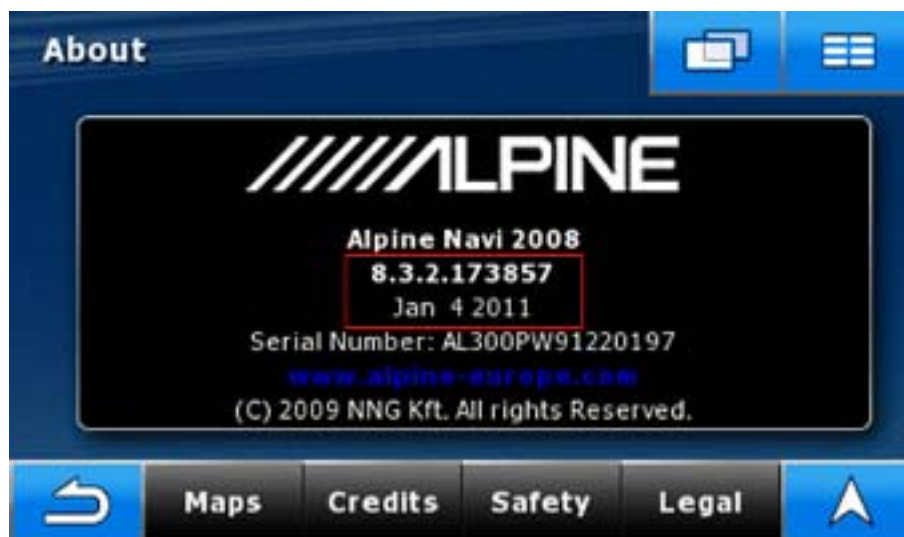 About
ALPINE
Alpine Navi 2008
8.3.2.173857
Jan 4 2011
Serial Number: AL300PW91220197
www.alpine-europe.com
(C) 2009 NNG Kft. All rights Reserved.
Maps Credits Safety Legal